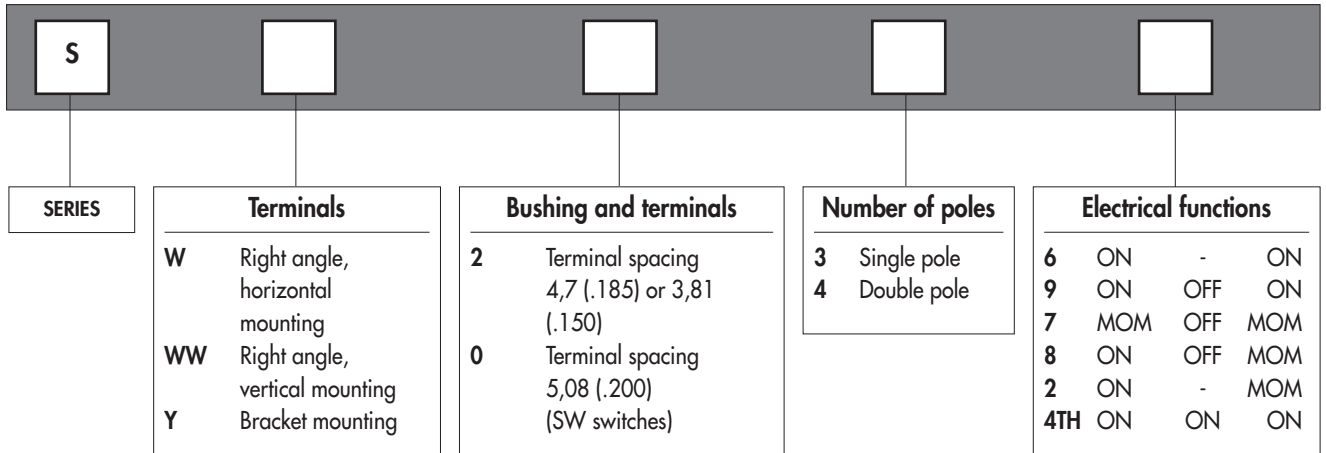 S
SERIES
Terminals
W Right angle,
horizontal
mounting
WW Right angle,
vertical mounting
Y Bracket mounting
Bushing and terminals
2 Terminal spacing
4,7 (.185) or 3,81
(.150)
0 Terminal spacing
5,08 (.200)
(SW switches)
Number of poles
3 Single pole
4 Double pole
Electrical functions
6 ON - ON
9 ON OFF ON
7 MOM OFF MOM
8 ON OFF MOM
2 ON - MOM
4TH ON ON ON